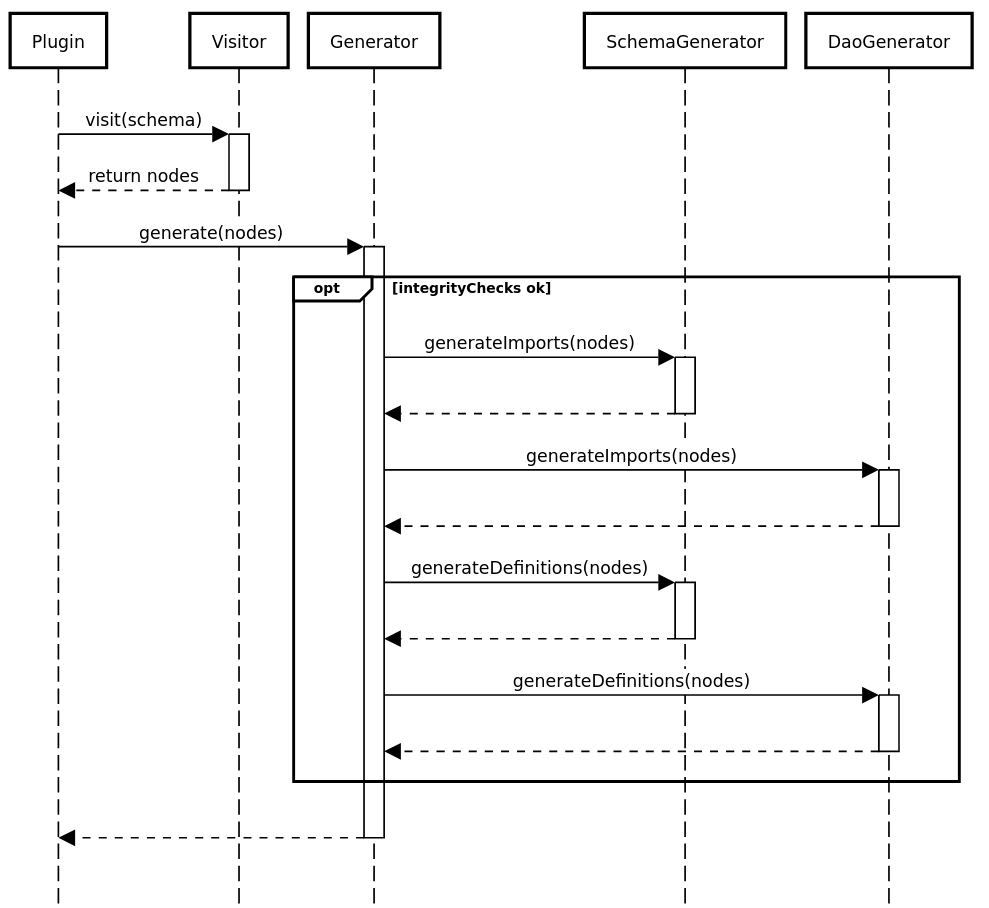 Plugin
Visitor
Generator
SchemaGenerator
DaoGenerator
visit(schema)
return nodes
generate(nodes)
opt
[integrityChecks ok]
generateImports(nodes)
generateImports(nodes)
generateDefinitions(nodes)
generateDefinitions(nodes)